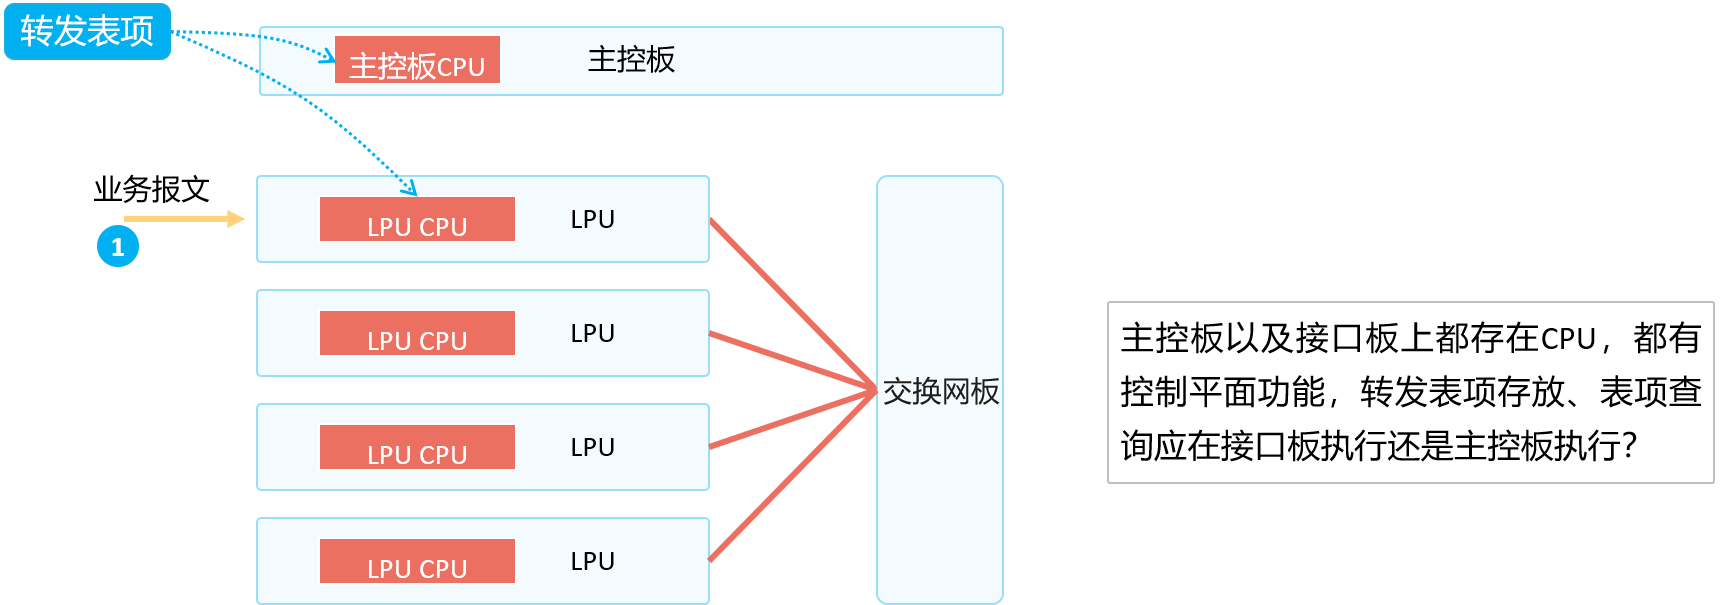 转发表项
主控板CPU
主控板
业务报文
1
LPU CPU
LPU
LPU CPU
LPU
LPU CPU
LPU
LPU CPU
LPU
交换网板
主控板以及接口板上都存在CPU，都有
控制平面功能，转发表项存放、表项查
询应在接口板执行还是主控板执行？